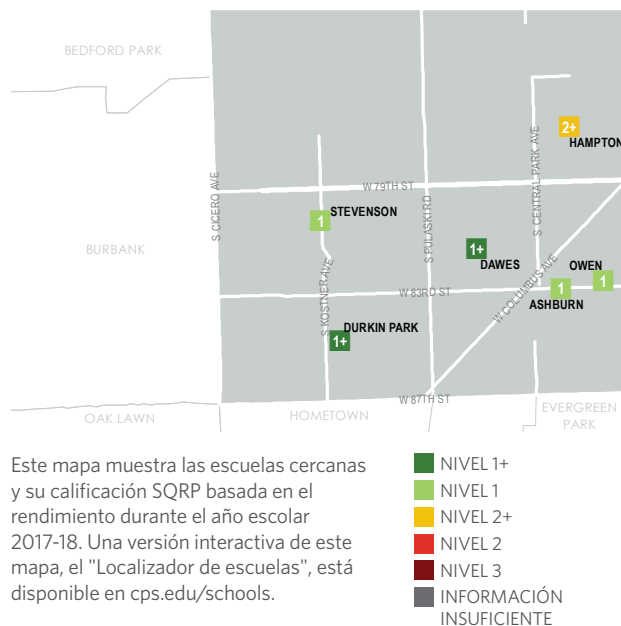 BEDFORD PARK
2+
HAMPTON
S CENTRAL PARK AVE
S CICERO AVE
W 79TH ST
S PULASKI RD
1
STEVENSON
BURBANK
1+
DAWES
W COLUMBUS AVE
OWEN
1
S KOSTNER AVE
W 83RD ST
1
ASHBURN
DURKIN PARK
1+
W 87TH ST
OAK LAWN
HOMETOWN
EVERGREEN
PARK
Este mapa muestra las escuelas cercanas
y su calificación SQRP basada en el
rendimiento durante el año escolar
2017-18. Una versión interactiva de este
mapa, el "Localizador de escuelas", está
disponible en cps.edu/schools.
NIVEL 1+
NIVEL 1
NIVEL 2+
NIVEL 2
NIVEL 3
INFORMACIÓN
INSUFICIENTE